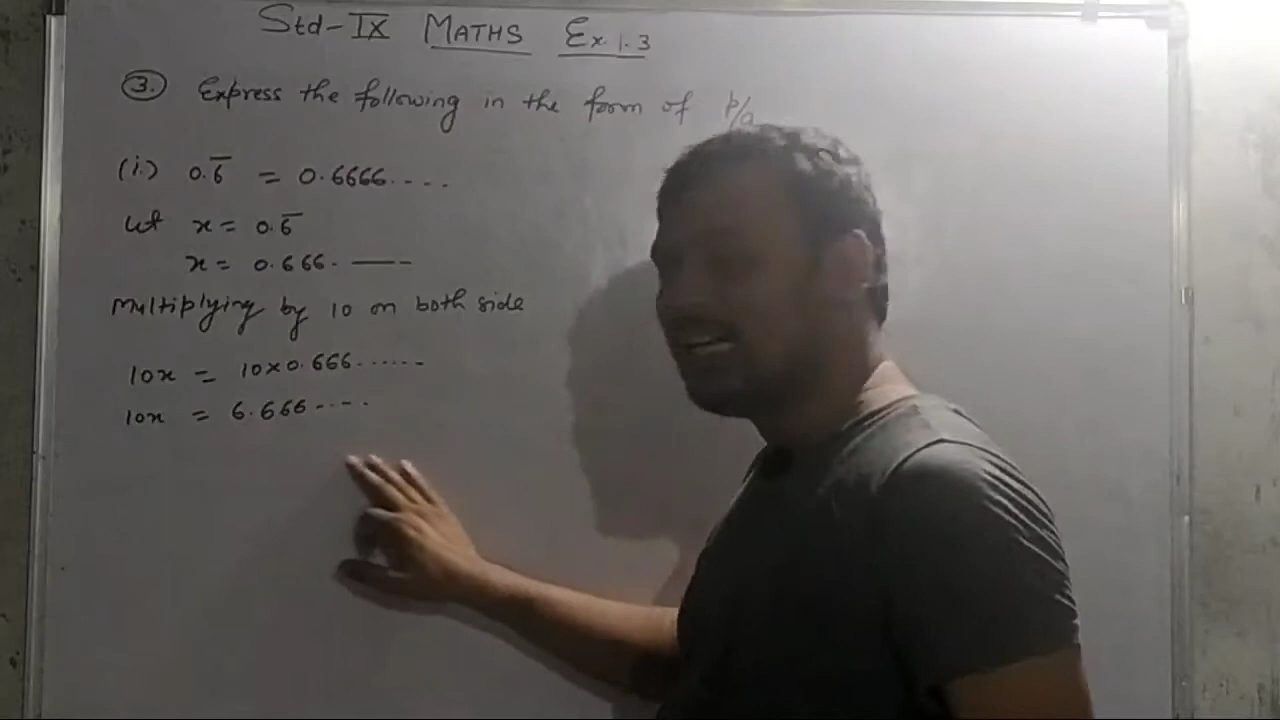 Std-IX MATHS Ex. 1.3
3. Express the following in the form of p/q
(i.) 0.6̅ = 0.6666....
Let x = 0.6̅
x = 0.666. ——–
Multiplying by 10 on both side
10x = 10×0.666......
10x = 6.666----.